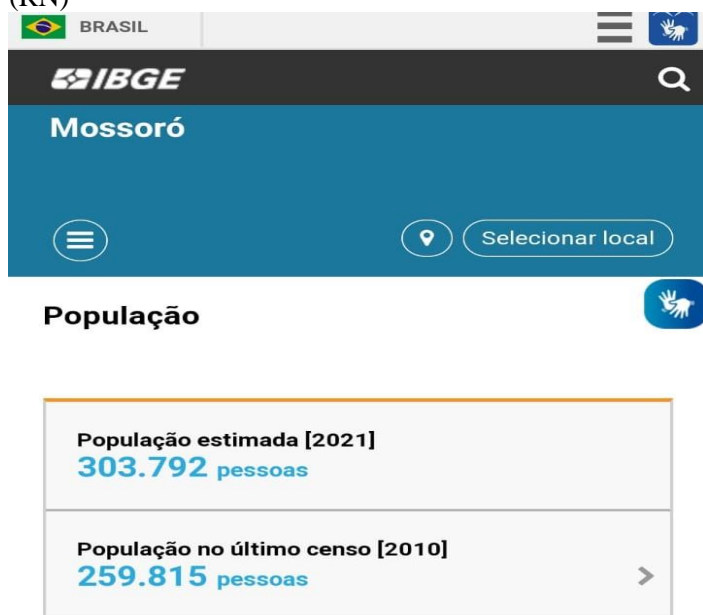 (RN)
BRASIL
IBGE
Mossoró
Selecionar local
População
População estimada [2021]
303.792 pessoas
População no último censo [2010]
259.815 pessoas